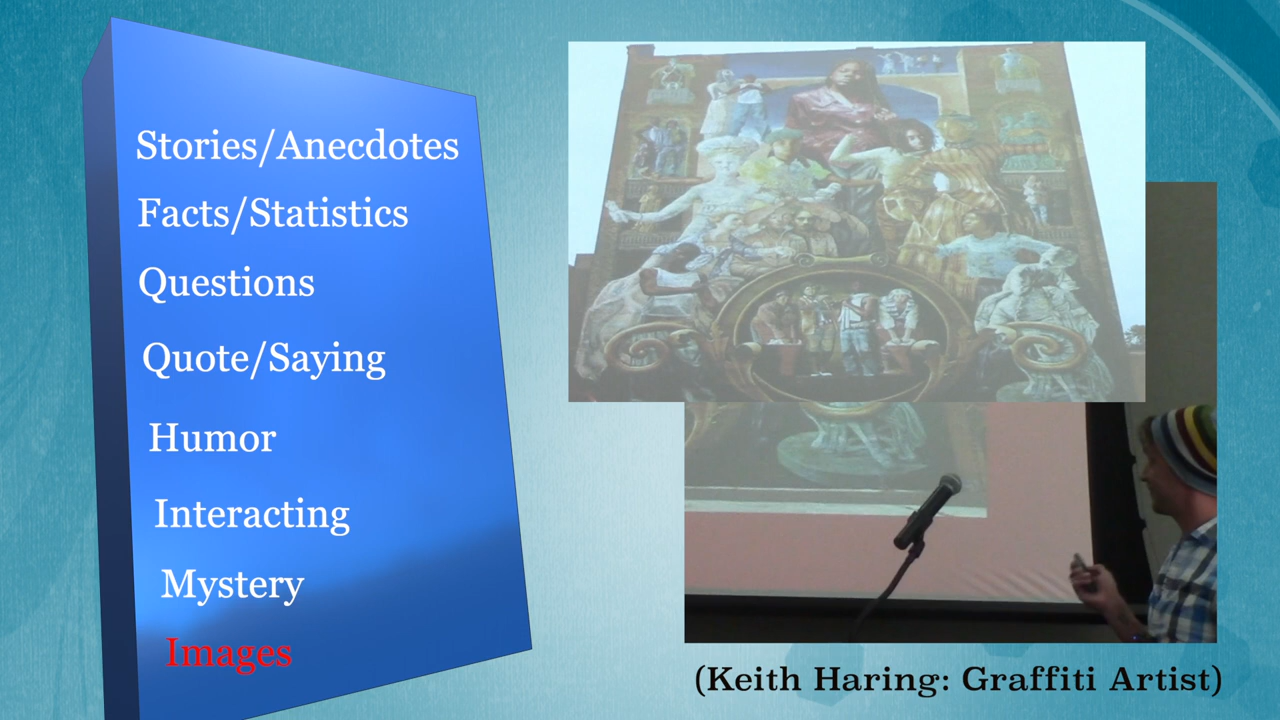 Stories/Anecdotes
Facts/Statistics
Questions
Quote/Saying
Humor
Interacting
Mystery
Images
(Keith Haring: Graffiti Artist)